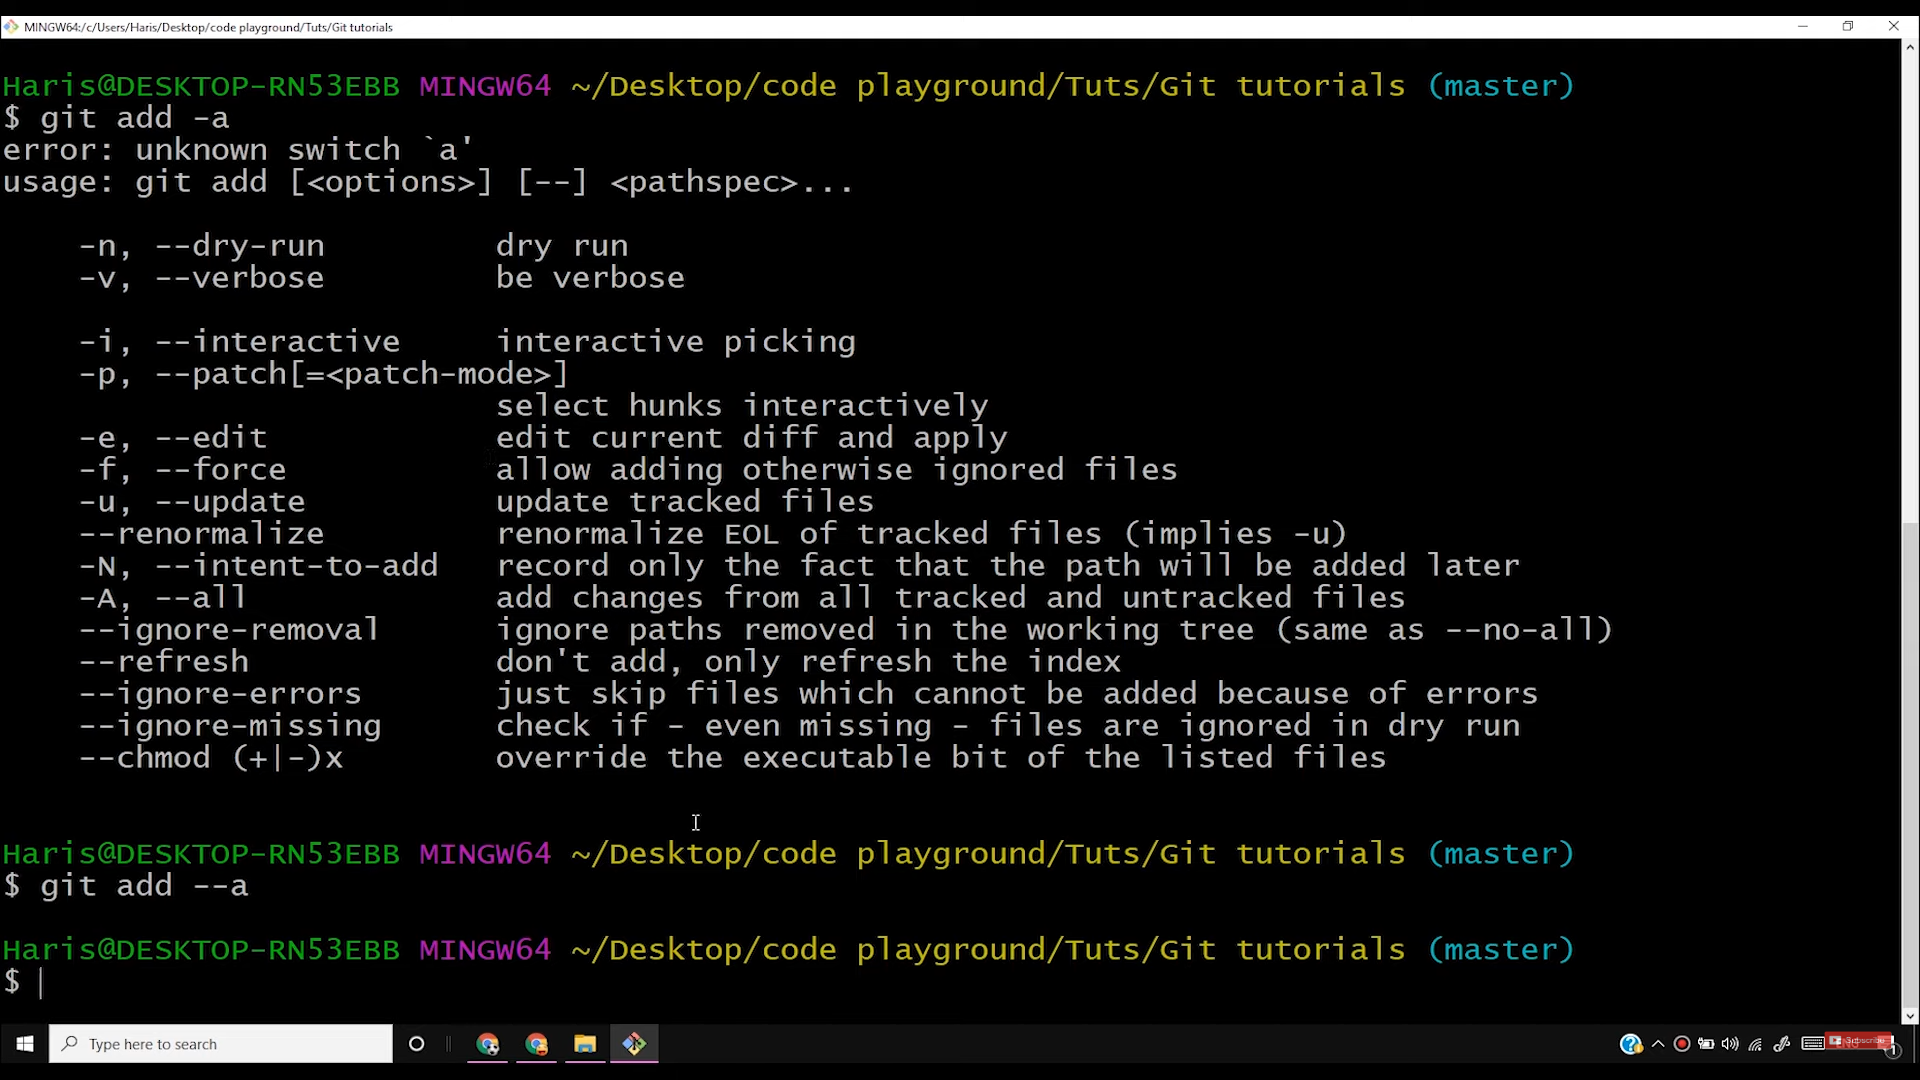 MINGW64:/c/Users/Haris/Desktop/code playground/Tuts/Git tutorials
Haris@DESKTOP-RN53EBB MINGW64 ~/Desktop/code playground/Tuts/Git tutorials (master)
$ git add -a
error: unknown switch `a'
usage: git add [<options>] [--] <pathspec>...
-n, --dry-run dry run
-v, --verbose be verbose
-i, --interactive interactive picking
-p, --patch[=<patch-mode>]
select hunks interactively
-e, --edit edit current diff and apply
-f, --force allow adding otherwise ignored files
-u, --update update tracked files
--renormalize renormalize EOL of tracked files (implies -u)
-N, --intent-to-add record only the fact that the path will be added later
-A, --all add changes from all tracked and untracked files
--ignore-removal ignore paths removed in the working tree (same as --no-all)
--refresh don't add, only refresh the index
--ignore-errors just skip files which cannot be added because of errors
--ignore-missing check if - even missing - files are ignored in dry run
--chmod (+|-)x override the executable bit of the listed files
Haris@DESKTOP-RN53EBB MINGW64 ~/Desktop/code playground/Tuts/Git tutorials (master)
$ git add --a
Haris@DESKTOP-RN53EBB MINGW64 ~/Desktop/code playground/Tuts/Git tutorials (master)
$
Type here to search
Subscribe
1